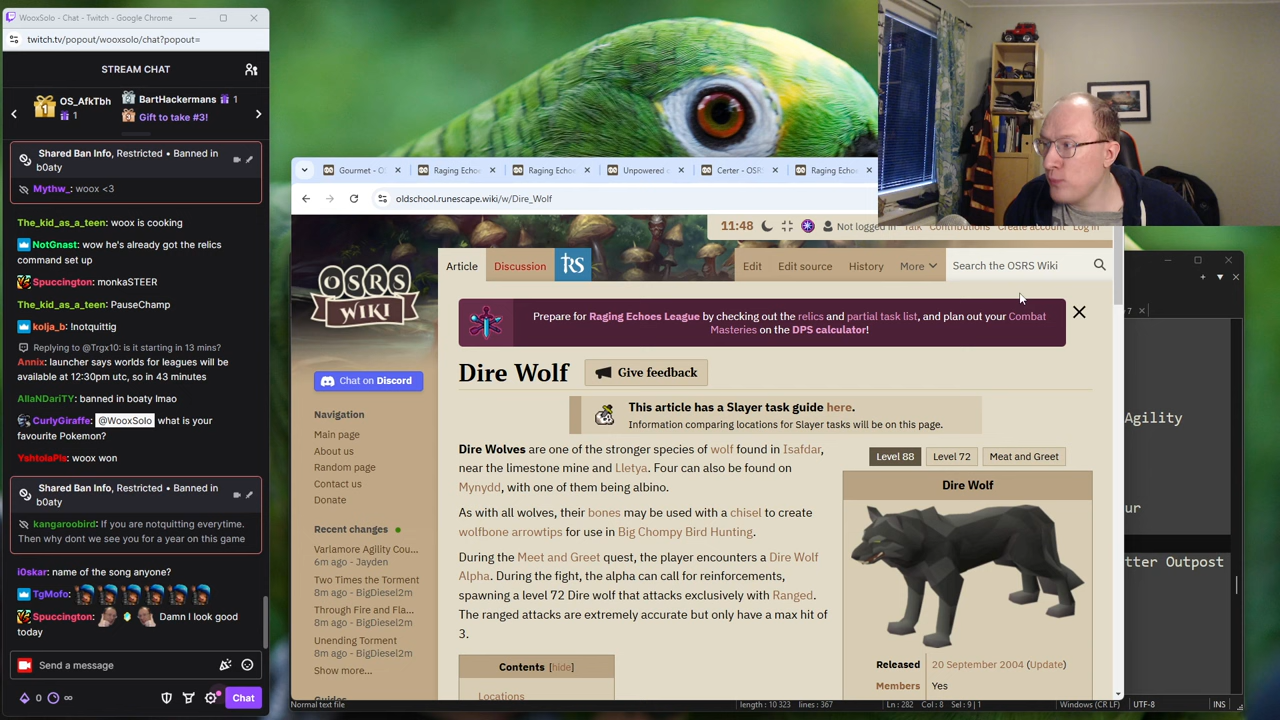 WooxSolo - Chat - Twitch - Google Chrome
twitch.tv/popout/wooxsolo/chat?popout=
STREAM CHAT
OS_AfkTbh
1
BartHackermans 1
Gift to take #3!
Shared Ban Info, Restricted • Banned in
b0aty
Mythw_: woox <3
The_kid_as_a_teen: woox is cooking
NotGnast: wow he's already got the relics
command set up
Spuccington: monkaSTEER
The_kid_as_a_teen: PauseChamp
kolja_b: !notquittig
Replying to @Trgx10: is it starting in 13 mins?
Annix: launcher says worlds for leagues will be
available at 12:30pm utc, so in 43 minutes
AllaNDariTY: banned in boaty lmao
CurlyGiraffe: @WooxSolo what is your
favourite Pokemon?
YshtolaPls: woox won
Shared Ban Info, Restricted • Banned in
b0aty
kangaroobird: If you are notquitting everytime.
Then why dont we see you for a year on this game
i0skar: name of the song anyone?
TgMofo:
Spuccington: Damn I look good
today
Send a message
0 ∞
Chat
Gourmet - OS
Raging Echoe
Raging Echoe
Unpowered
Certer - OSR
Raging Echo
oldschool.runescape.wiki/w/Dire_Wolf
11:48
Not logged in Talk Contributions Create account Log in
OSRS
WIKI
Article
Discussion
rs
Edit
Edit source
History
More
Search the OSRS Wiki
Prepare for Raging Echoes League by checking out the relics and partial task list, and plan out your Combat
Masteries on the DPS calculator!
Chat on Discord
Navigation
Main page
About us
Random page
Contact us
Donate
Recent changes
Varlamore Agility Cou...
6m ago - Jayden
Two Times the Torment
8m ago - BigDiesel2m
Through Fire and Fla...
8m ago - BigDiesel2m
Unending Torment
8m ago - BigDiesel2m
Show more...
Guides
Dire Wolf
Give feedback
This article has a Slayer task guide here.
Information comparing locations for Slayer tasks will be on this page.
Dire Wolves are one of the stronger species of wolf found in Isafdar,
near the limestone mine and Lletya. Four can also be found on
Mynydd, with one of them being albino.
As with all wolves, their bones may be used with a chisel to create
wolfbone arrowtips for use in Big Chompy Bird Hunting.
During the Meet and Greet quest, the player encounters a Dire Wolf
Alpha. During the fight, the alpha can call for reinforcements,
spawning a level 72 Dire wolf that attacks exclusively with Ranged.
The ranged attacks are extremely accurate but only have a max hit of
3.
Contents [hide]
Locations
Level 88
Level 72
Meat and Greet
Dire Wolf
Released 20 September 2004 (Update)
Members Yes
7
Agility
ur
tter Outpost
Normal text file
length : 10 323 lines : 367
Ln : 282 Col : 8 Sel : 9 | 1
Windows (CR LF)
UTF-8
INS